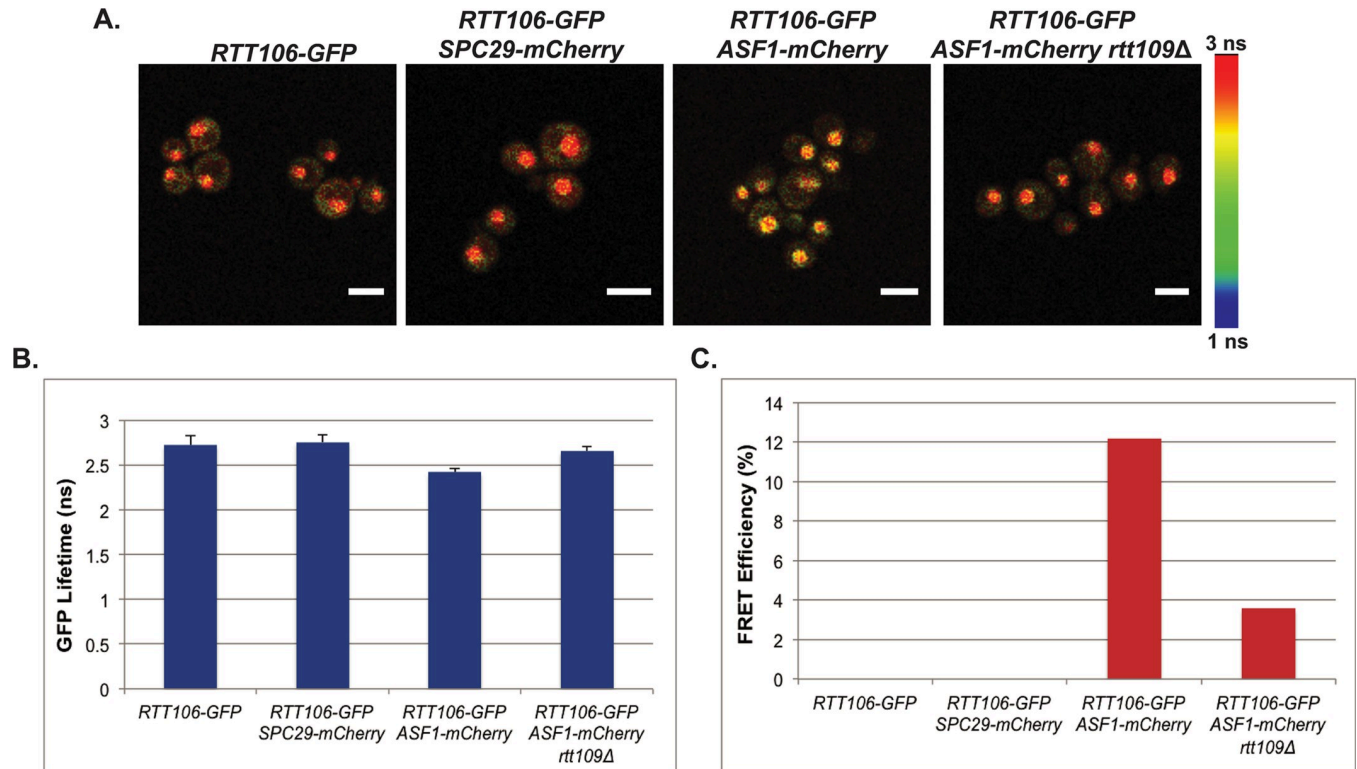 A.
RTT106-GFP
RTT106-GFP
SPC29-mCherry
RTT106-GFP
ASF1-mCherry
RTT106-GFP
ASF1-mCherry rtt109Δ
3 ns
1 ns
B.
GFP Lifetime (ns)
3
2.5
2
1.5
1
0.5
0
RTT106-GFP
RTT106-GFP
SPC29-mCherry
RTT106-GFP
ASF1-mCherry
RTT106-GFP
ASF1-mCherry
rtt109Δ
C.
FRET Efficiency (%)
14
12
10
8
6
4
2
0
RTT106-GFP
RTT106-GFP
SPC29-mCherry
RTT106-GFP
ASF1-mCherry
RTT106-GFP
ASF1-mCherry
rtt109Δ